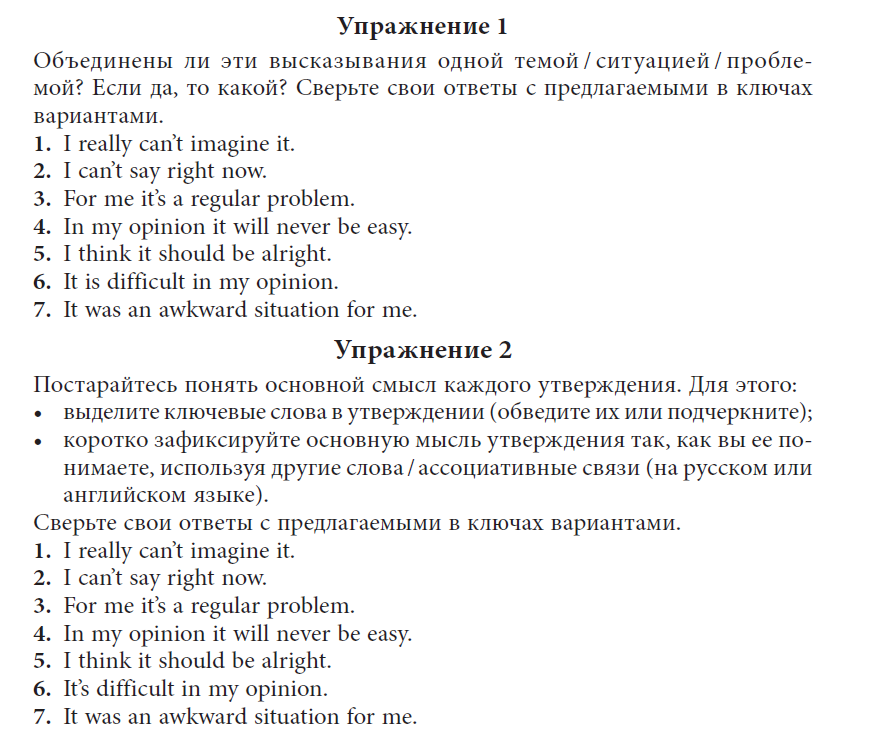 Упражнение 1
Объединены ли эти высказывания одной темой / ситуацией / пробле-
мой? Если да, то какой? Сверьте свои ответы с предлагаемыми в ключах
вариантами.
1. I really can’t imagine it.
2. I can’t say right now.
3. For me it’s a regular problem.
4. In my opinion it will never be easy.
5. I think it should be alright.
6. It is difficult in my opinion.
7. It was an awkward situation for me.
Упражнение 2
Постарайтесь понять основной смысл каждого утверждения. Для этого:
• выделите ключевые слова в утверждении (обведите их или подчеркните);
• коротко зафиксируйте основную мысль утверждения так, как вы ее по-
нимаете, используя другие слова / ассоциативные связи (на русском или
английском языке).
Сверьте свои ответы с предлагаемыми в ключах вариантами.
1. I really can’t imagine it.
2. I can’t say right now.
3. For me it’s a regular problem.
4. In my opinion it will never be easy.
5. I think it should be alright.
6. It’s difficult in my opinion.
7. It was an awkward situation for me.